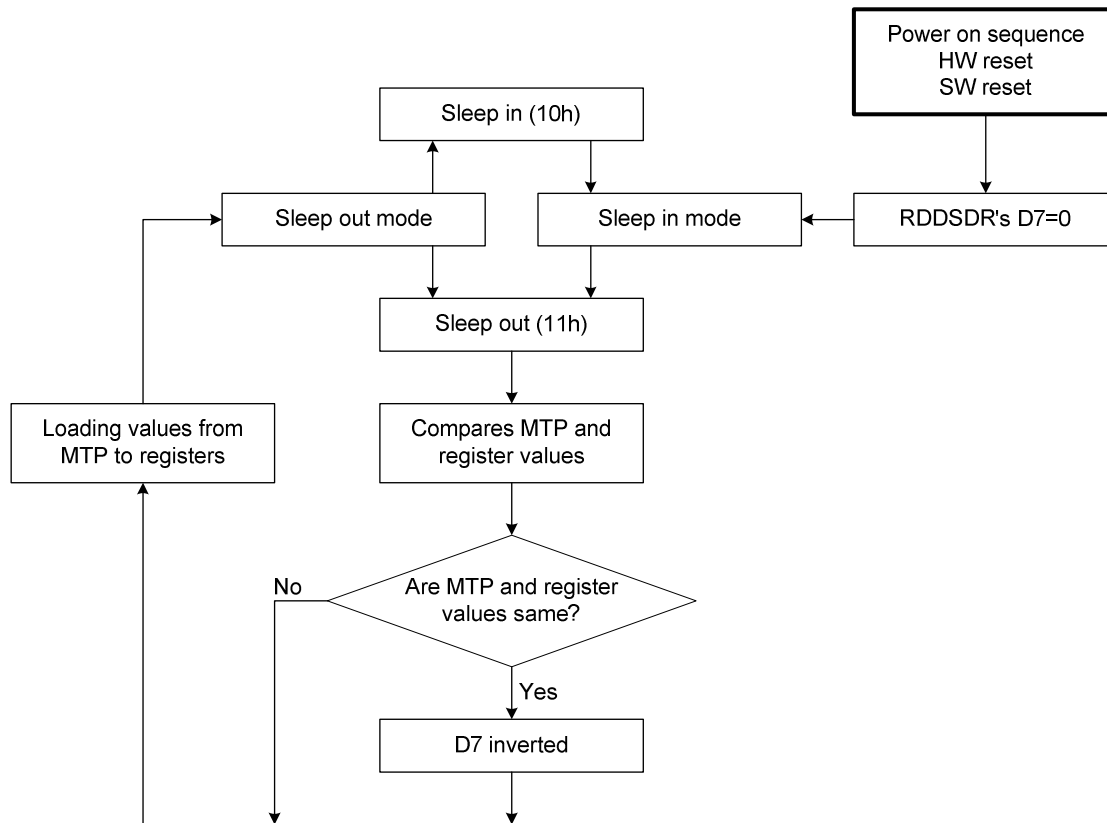 Power on sequence
HW reset
SW reset
Sleep in (10h)
Sleep out mode
Sleep in mode
RDDSDR's D7=0
Sleep out (11h)
Loading values from
MTP to registers
Compares MTP and
register values
No
Are MTP and register
values same?
Yes
D7 inverted